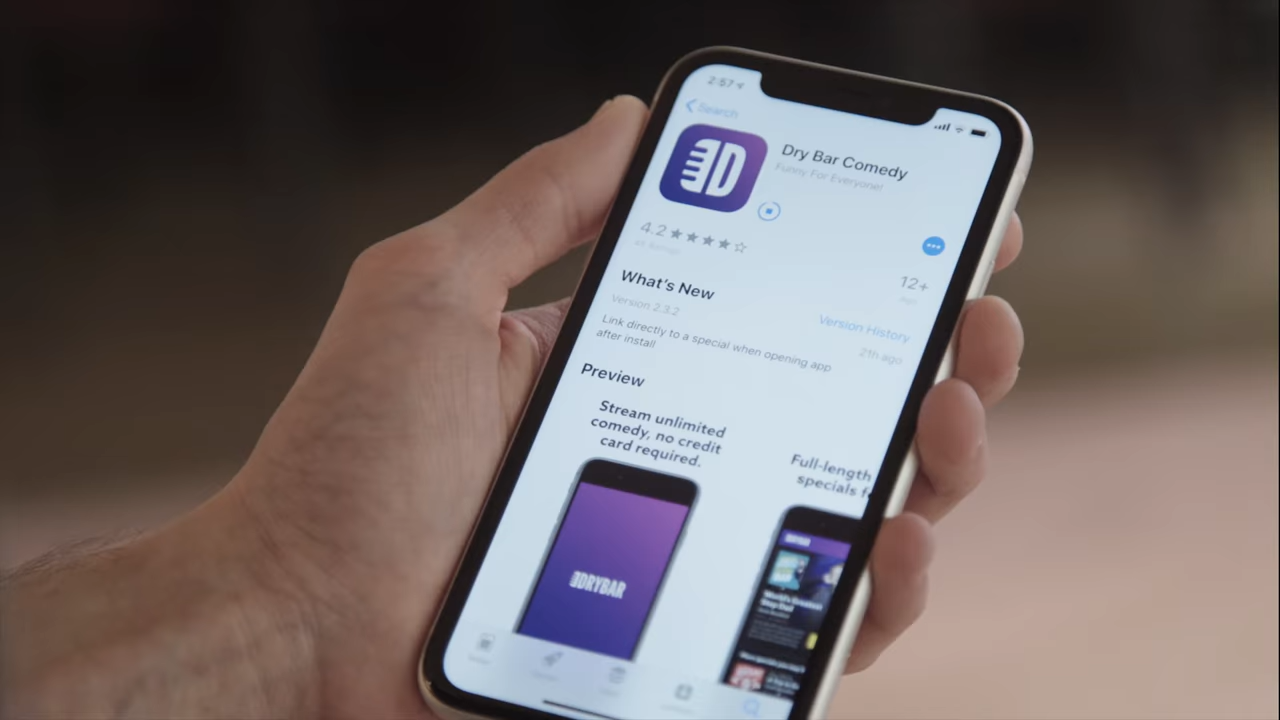 2:57
Search
3D
Dry Bar Comedy
Funny For Everyone!
4.2
12+
What's New
Version 2.3.2
Version History
Link directly to a special when opening app
after install
21h ago
Preview
Stream unlimited
comedy, no credit
card required.
Full-length
specials
DRYBAR
DRYBAR